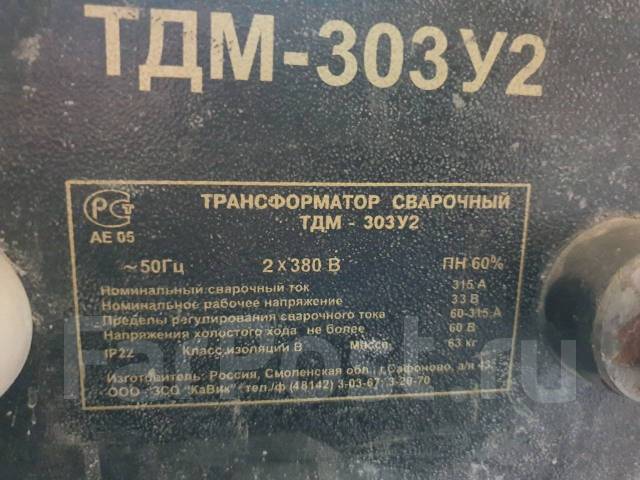 ТДМ-303У2
РСТ
АЕ 05
ТРАНСФОРМАТОР СВАРОЧНЫЙ
ТДМ - 303У2
~50Гц 2 х 380 В ПН 60%
Номинальный сварочный ток 315 А
Номинальное рабочее напряжение 33 В
Пределы регулирования сварочного тока 60-315 А
Напряжения холостого хода не более 60 В
IP22 Класс изоляции В Масса 63 кг
Изготовитель: Россия, Смоленская обл., г.Сафоново, а/я
ООО "ЗСО "КаВик" тел./ф (48142) 3-03-67; 3-20-70